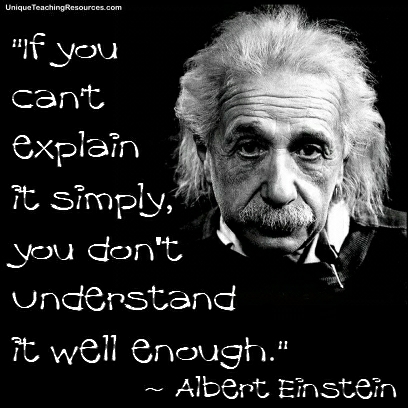 UniqueTeachingResources.com
"If you
can't
explain
it simply,
you don't
understand
it well enough."
~ Albert Einstein